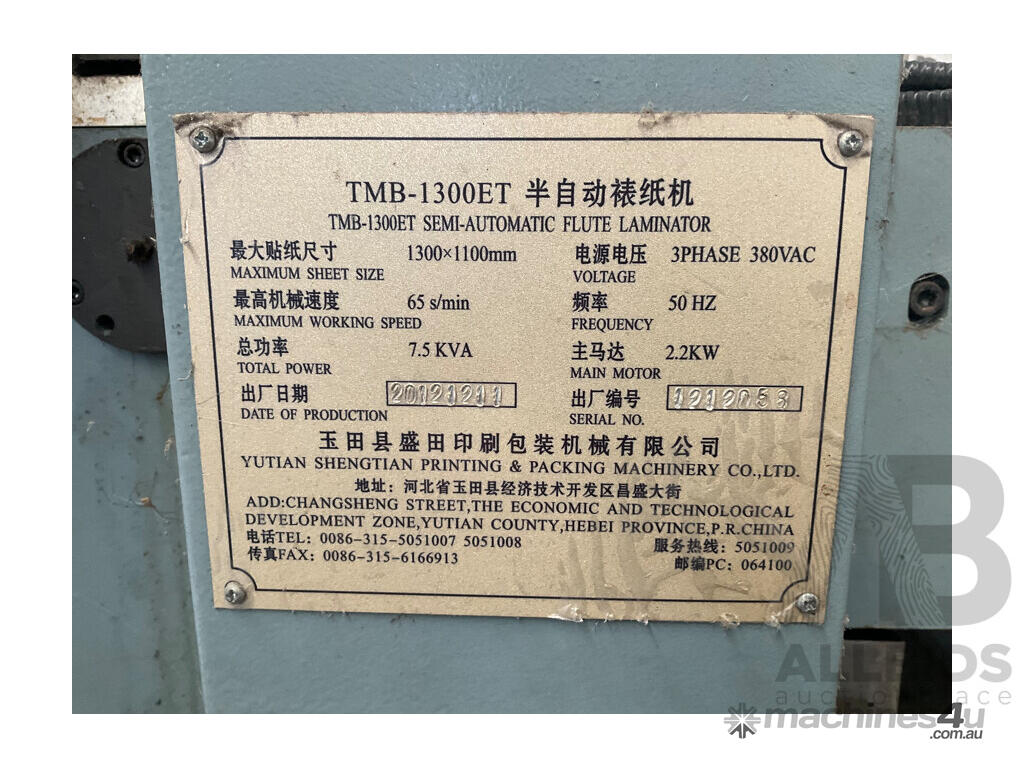 TMB-1300ET 半自动裱纸机
TMB-1300ET SEMI-AUTOMATIC FLUTE LAMINATOR
最大贴纸尺寸 1300×1100mm 电源电压 3PHASE 380VAC
MAXIMUM SHEET SIZE VOLTAGE
最高机械速度 65 s/min 频率 50 HZ
MAXIMUM WORKING SPEED FREQUENCY
总功率 7.5 KVA 主马达 2.2KW
TOTAL POWER MAIN MOTOR
出厂日期 20121211 出厂编号 1212053
DATE OF PRODUCTION SERIAL NO.
玉田县盛田印刷包装机械有限公司
YUTIAN SHENGTIAN PRINTING & PACKING MACHINERY CO.,LTD.
地址：河北省玉田县经济技术开发区昌盛大街
ADD:CHANGSHENG STREET,THE ECONOMIC AND TECHNOLOGICAL
DEVELOPMENT ZONE,YUTIAN COUNTY,HEBEI PROVINCE,P.R.CHINA
电话TEL：0086-315-5051007 5051008 服务热线：5051009
传真FAX：0086-315-6166913 邮编PC：064100
AB
ALLBIDS
auction place
machines4u
.com.au